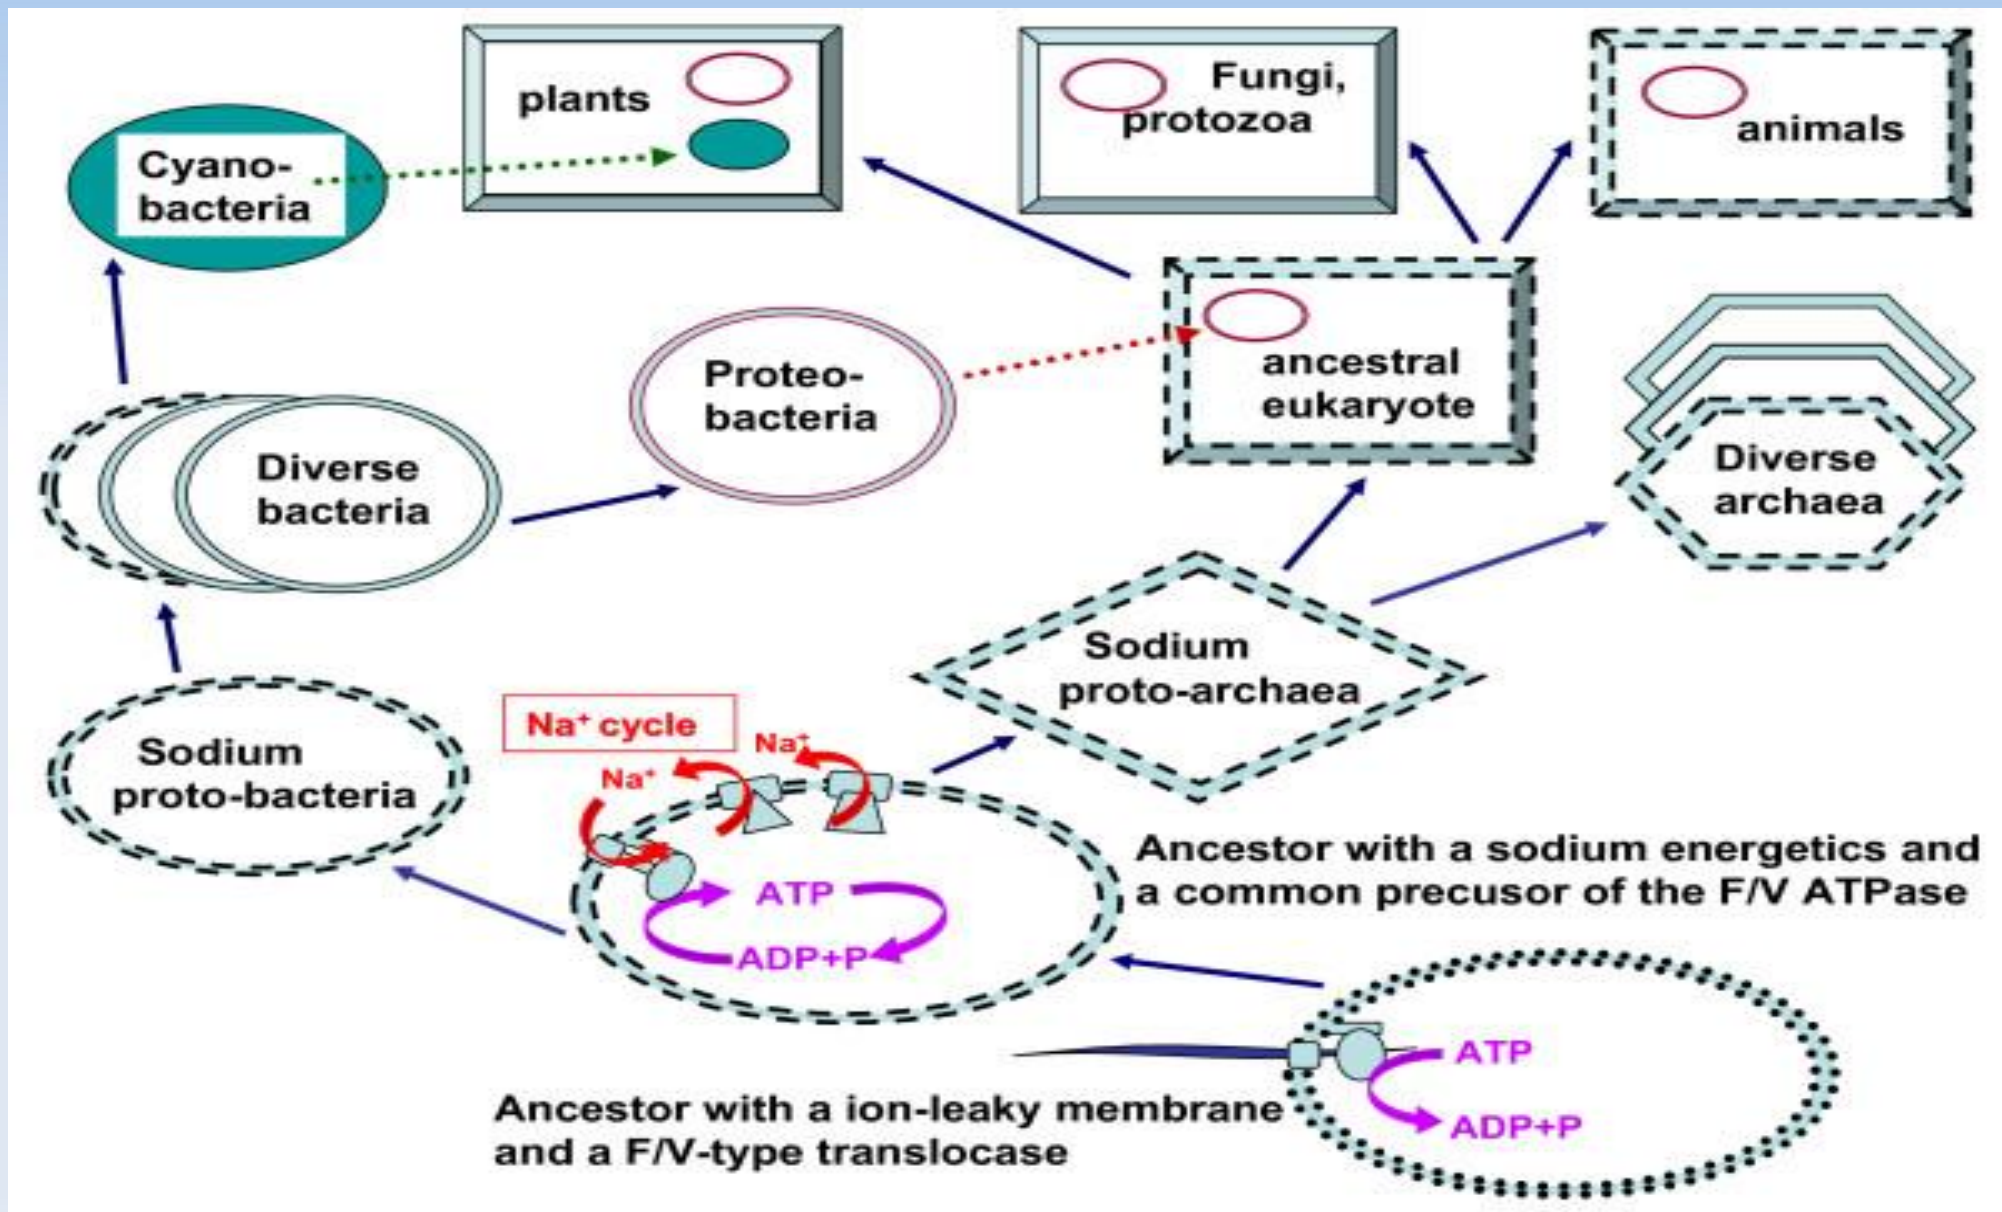 plants
Fungi,
protozoa
animals
Cyano-
bacteria
ancestral
eukaryote
Proteo-
bacteria
Diverse
bacteria
Diverse
archaea
Sodium
proto-archaea
Sodium
proto-bacteria
Na⁺ cycle
Na⁺
Na⁺
ATP
ADP+P
Ancestor with a sodium energetics and
a common precusor of the F/V ATPase
ATP
ADP+P
Ancestor with a ion-leaky membrane
and a F/V-type translocase